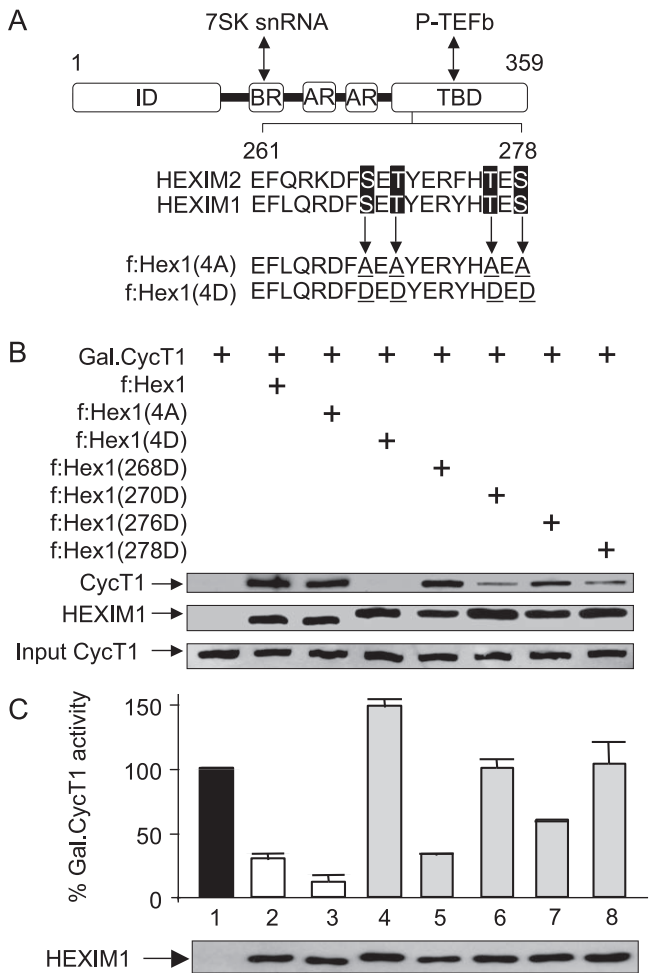 A
7SK snRNA P-TEFb
1 359
ID BR AR AR TBD
261 278
HEXIM2 EFQRKDFSETYERFHTES
HEXIM1 EFLQRDFSETYERYHTES
f:Hex1(4A) EFLQRDFAEAYERYHAEA
f:Hex1(4D) EFLQRDFDEDYERYHDED
B
Gal.CycT1 + + + + + + + +
f:Hex1 +
f:Hex1(4A) +
f:Hex1(4D) +
f:Hex1(268D) +
f:Hex1(270D) +
f:Hex1(276D) +
f:Hex1(278D) +
CycT1
HEXIM1
Input CycT1
C
% Gal.CycT1 activity
150
100
50
0
1 2 3 4 5 6 7 8
HEXIM1